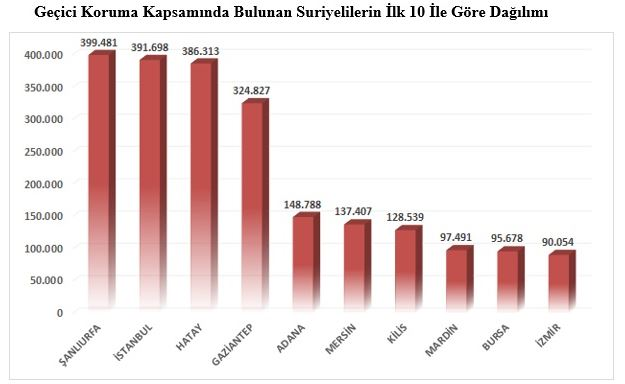 Geçici Koruma Kapsamında Bulunan Suriyelilerin İlk 10 İle Göre Dağılımı
400.000
350.000
300.000
250.000
200.000
150.000
100.000
50.000
0
399.481
391.698
386.313
324.827
148.788
137.407
128.539
97.491
95.678
90.054
ŞANLIURFA
İSTANBUL
HATAY
GAZİANTEP
ADANA
MERSİN
KİLİS
MARDİN
BURSA
İZMİR